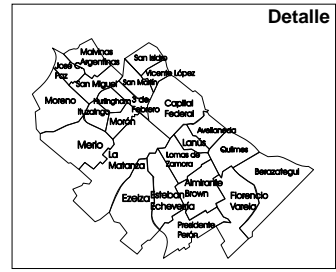 Detalle
Malvinas
Argentinas
San Isidro
José C.
Paz
Vicente López
San Miguel
San Martín
Moreno
Hurlingham
3 de
Febrero
Capital
Federal
Ituzaingo
Morón
Avellaneda
Merlo
Lanús
Quilmes
La
Matanza
Lomas de
Zamora
Berazategui
Almirante
Brown
Ezeiza
Esteban
Echeverría
Florencio
Varela
Presidente
Perón